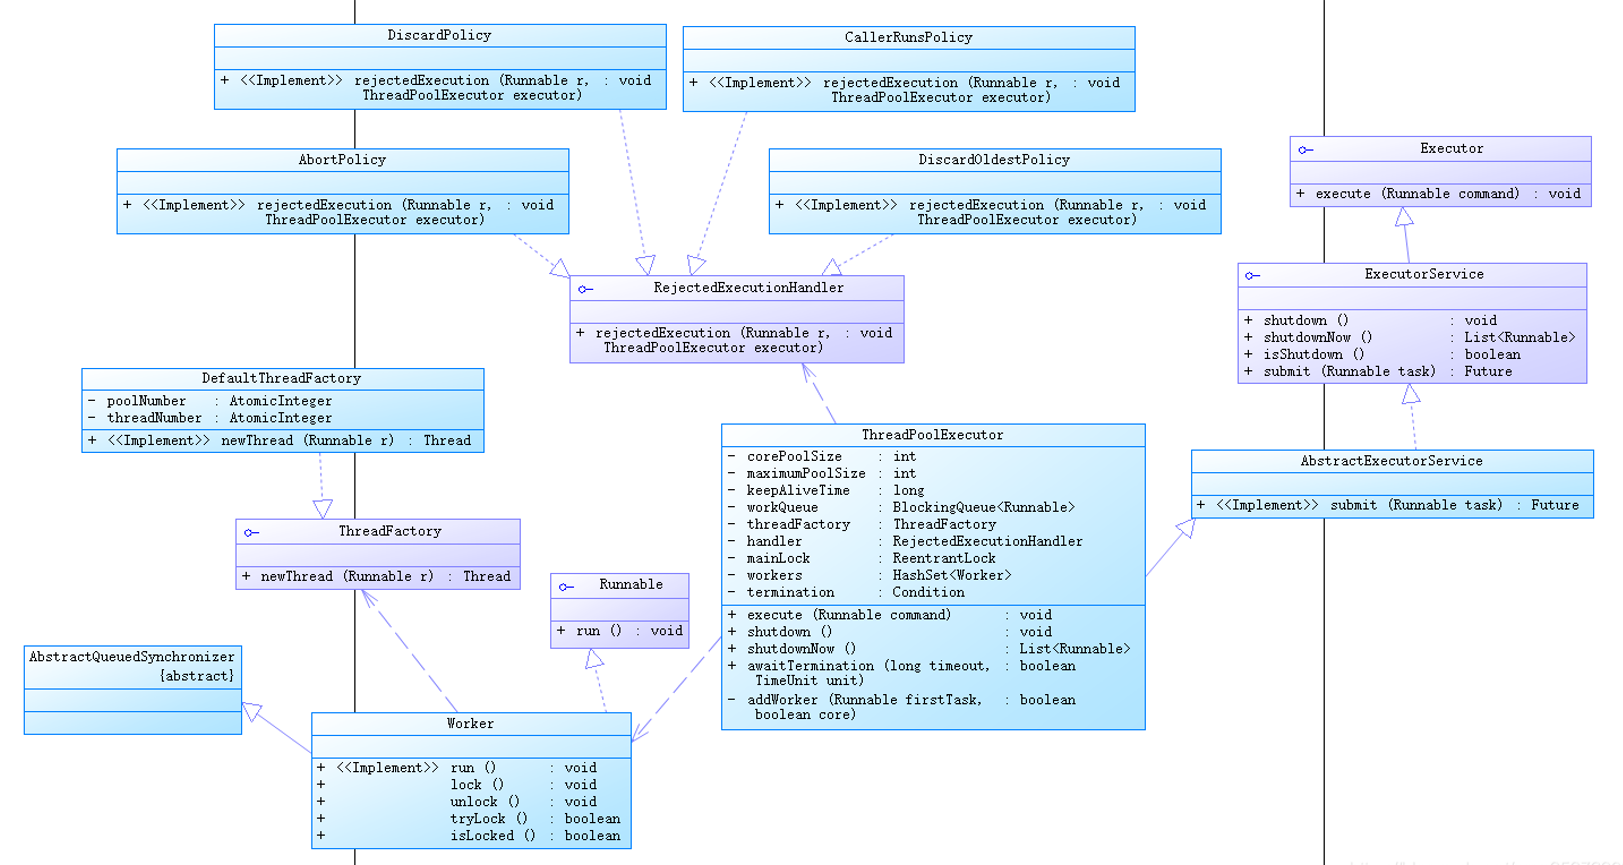 DiscardPolicy
+ <<Implement>> rejectedExecution (Runnable r, : void
ThreadPoolExecutor executor)
CallerRunsPolicy
+ <<Implement>> rejectedExecution (Runnable r, : void
ThreadPoolExecutor executor)
AbortPolicy
+ <<Implement>> rejectedExecution (Runnable r, : void
ThreadPoolExecutor executor)
DiscardOldestPolicy
+ <<Implement>> rejectedExecution (Runnable r, : void
ThreadPoolExecutor executor)
Executor
+ execute (Runnable command) : void
RejectedExecutionHandler
+ rejectedExecution (Runnable r, : void
ThreadPoolExecutor executor)
ExecutorService
+ shutdown () : void
+ shutdownNow () : List<Runnable>
+ isShutdown () : boolean
+ submit (Runnable task) : Future
DefaultThreadFactory
- poolNumber : AtomicInteger
- threadNumber : AtomicInteger
+ <<Implement>> newThread (Runnable r) : Thread
ThreadPoolExecutor
- corePoolSize : int
- maximumPoolSize : int
- keepAliveTime : long
- workQueue : BlockingQueue<Runnable>
- threadFactory : ThreadFactory
- handler : RejectedExecutionHandler
- mainLock : ReentrantLock
- workers : HashSet<Worker>
- termination : Condition
+ execute (Runnable command) : void
+ shutdown () : void
+ shutdownNow () : List<Runnable>
+ awaitTermination (long timeout, : boolean
TimeUnit unit)
- addWorker (Runnable firstTask, : boolean
boolean core)
AbstractExecutorService
+ <<Implement>> submit (Runnable task) : Future
ThreadFactory
+ newThread (Runnable r) : Thread
Runnable
+ run () : void
AbstractQueuedSynchronizer
{abstract}
Worker
+ <<Implement>> run () : void
+ lock () : void
+ unlock () : void
+ tryLock () : boolean
+ isLocked () : boolean